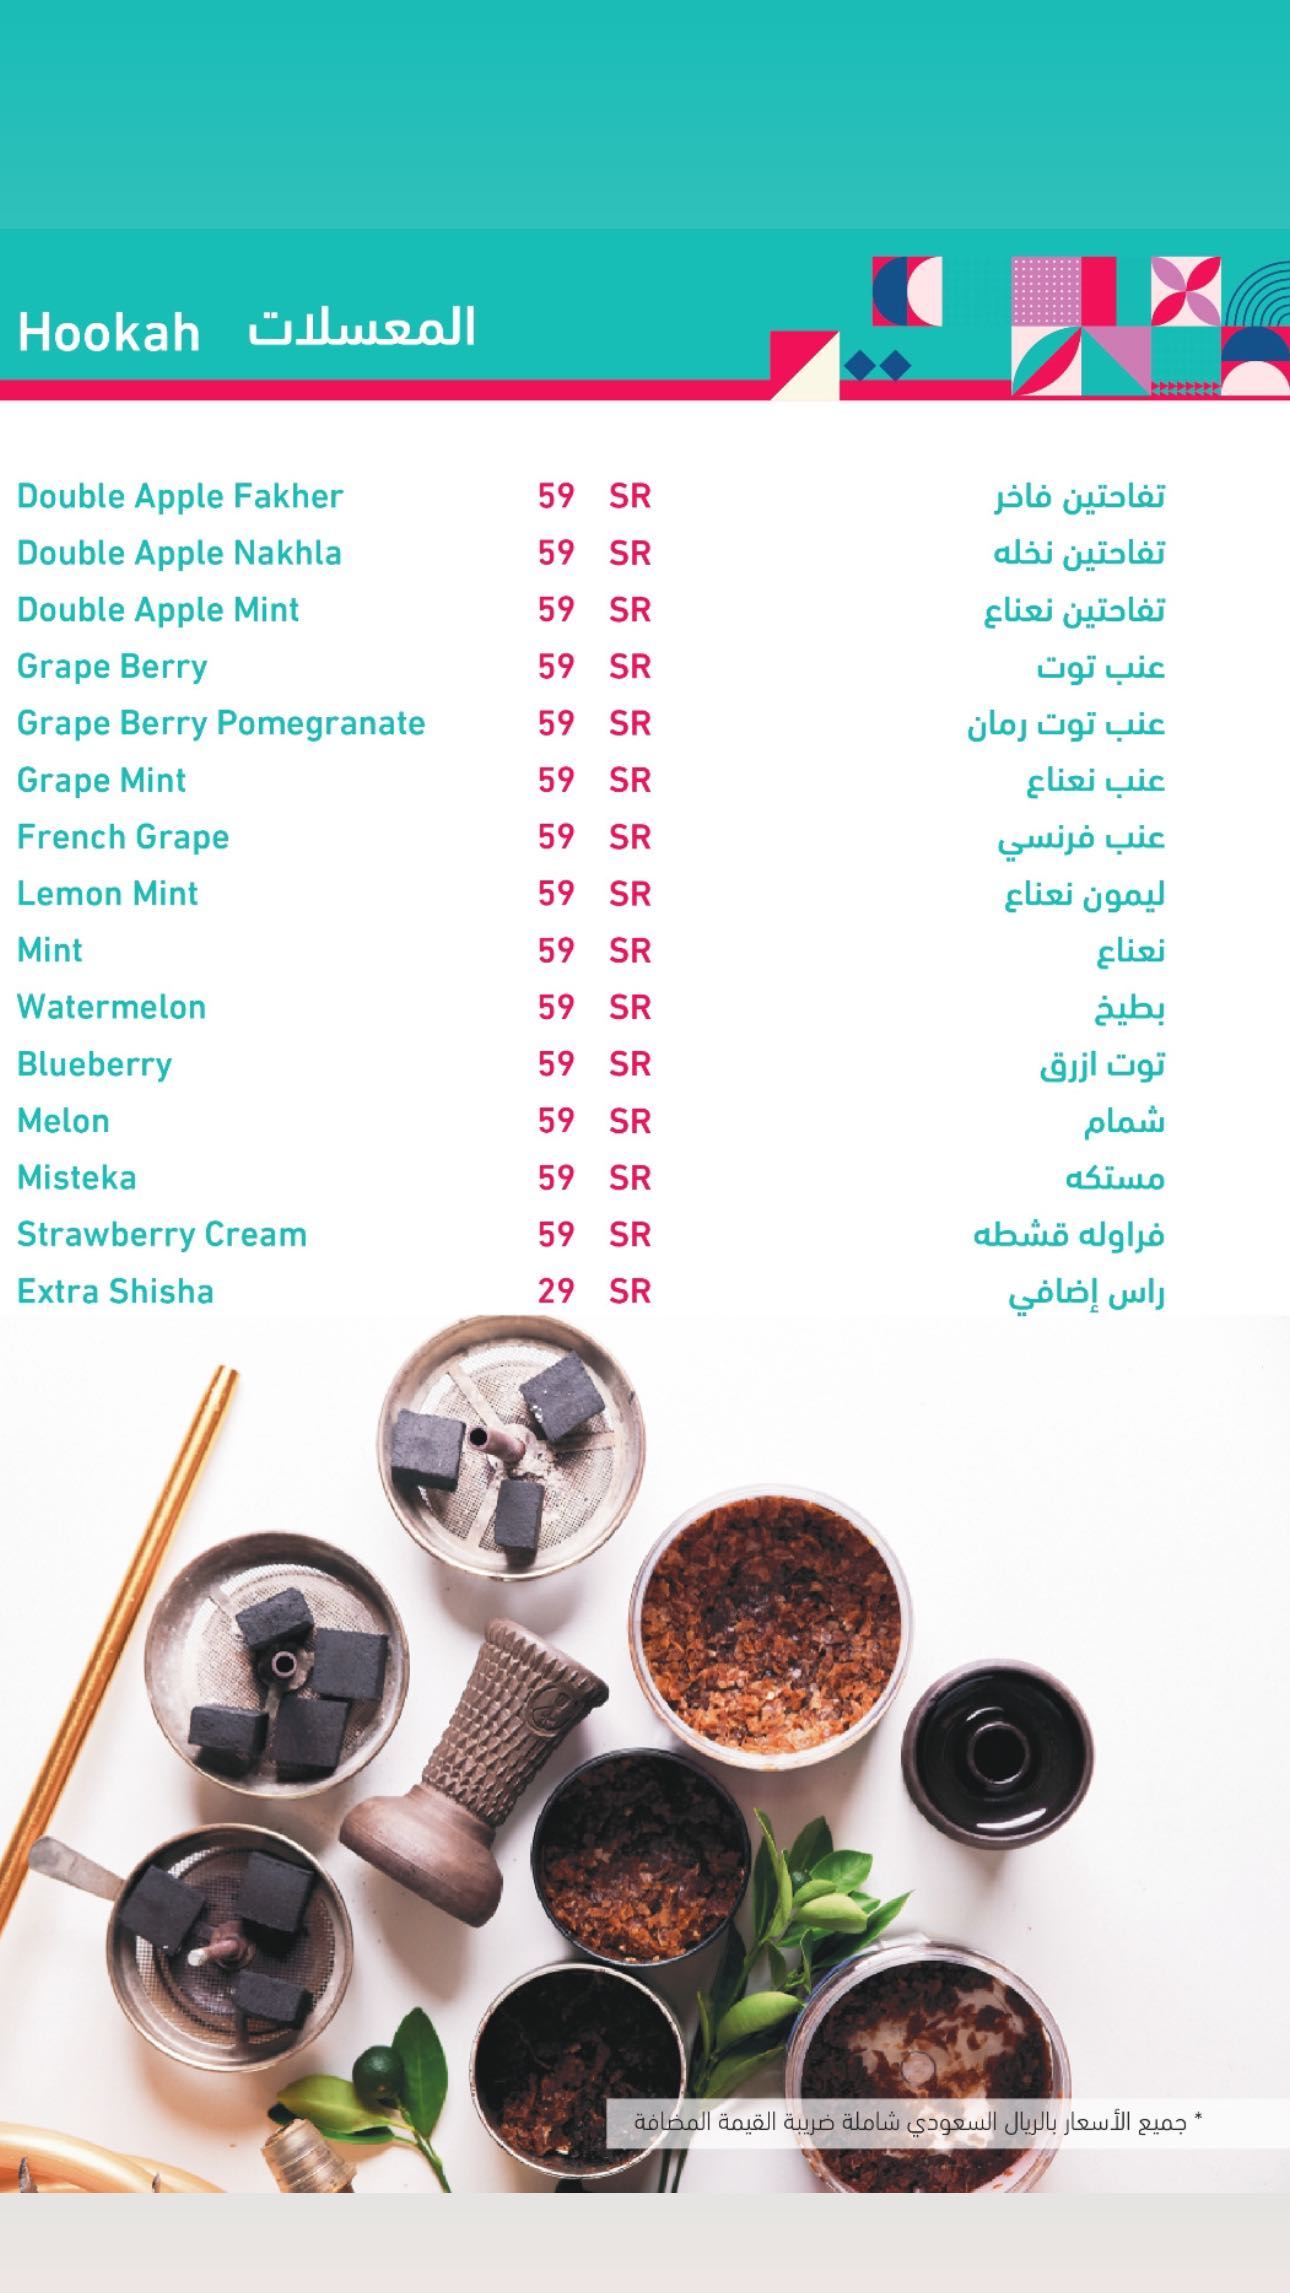 Hookah المعسلات
Double Apple Fakher 59 SR تفاحتين فاخر
Double Apple Nakhla 59 SR تفاحتين نخله
Double Apple Mint 59 SR تفاحتين نعناع
Grape Berry 59 SR عنب توت
Grape Berry Pomegranate 59 SR عنب توت رمان
Grape Mint 59 SR عنب نعناع
French Grape 59 SR عنب فرنسي
Lemon Mint 59 SR ليمون نعناع
Mint 59 SR نعناع
Watermelon 59 SR بطيخ
Blueberry 59 SR توت ازرق
Melon 59 SR شمام
Misteka 59 SR مستكه
Strawberry Cream 59 SR فراوله قشطه
Extra Shisha 29 SR راس إضافي
* جميع الأسعار بالريال السعودي شاملة ضريبة القيمة المضافة